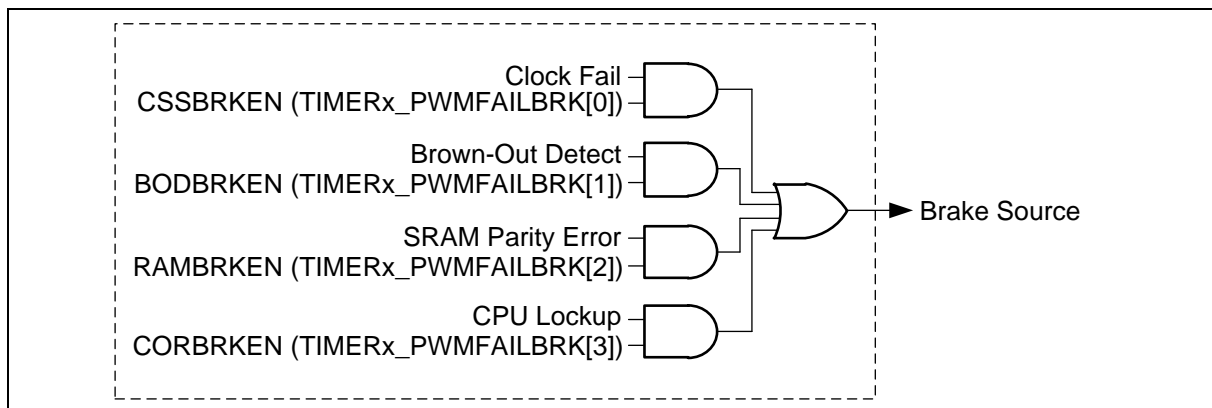 Clock Fail
CSSBRKEN (TIMERx_PWMFAILBRK[0])
Brown-Out Detect
BODBRKEN (TIMERx_PWMFAILBRK[1])
SRAM Parity Error
RAMBRKEN (TIMERx_PWMFAILBRK[2])
CPU Lockup
CORBRKEN (TIMERx_PWMFAILBRK[3])
Brake Source